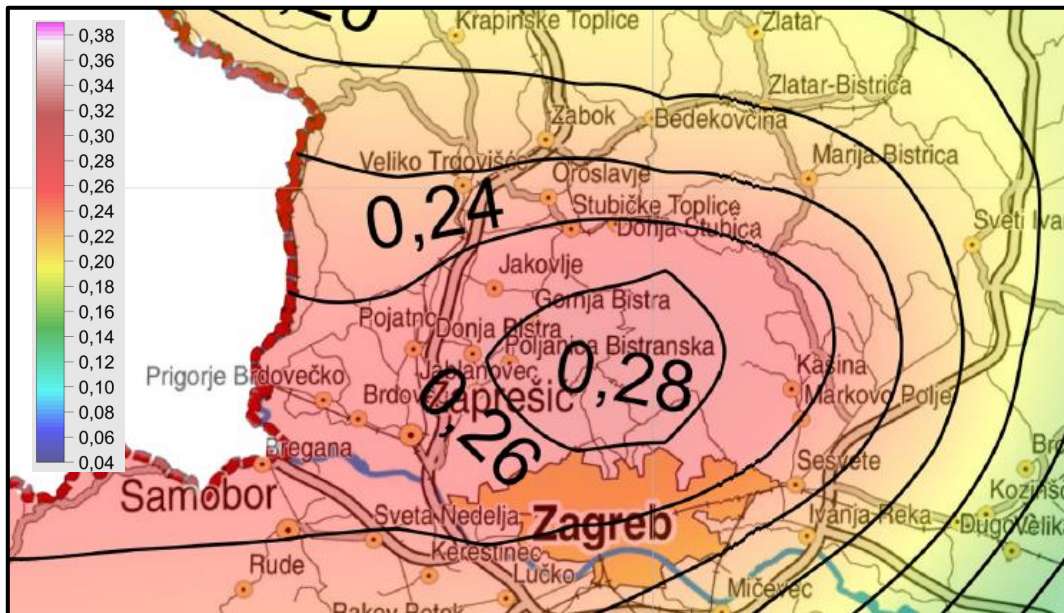 0,38
0,36
0,34
0,32
0,30
0,28
0,26
0,24
0,22
0,20
0,18
0,16
0,14
0,12
0,10
0,08
0,06
0,04
Krapinske Toplice
Zlatar
Zlatar-Bistrica
Zabok
Bedekovčina
Veliko Trgovišće
Marija Bistrica
Oroslavje
0,24
Stubičke Toplice
Donja Stubica
Sveti Ivan
Jakovlje
Gornja Bistra
Pojatno
Donja Bistra
Poljanica Bistranska
0,28
Kašina
Prigorje Brdovečko
Jablanovec
Markovo Polje
Zaprešić
0,26
Bregana
Samobor
Sesvete
Sveta Nedelja
Zagreb
Ivanja Reka
Dugo
Kerestinec
Rude
Lučko
Mičevec